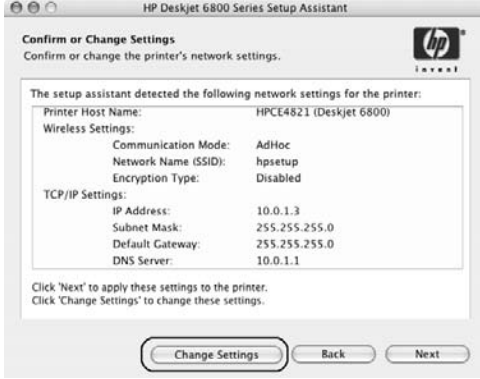 HP Deskjet 6800 Series Setup Assistant
Confirm or Change Settings
Confirm or change the printer's network settings.
hp
invent
The setup assistant detected the following network settings for the printer:
Printer Host Name: HPCE4821 (Deskjet 6800)
Wireless Settings:
Communication Mode: AdHoc
Network Name (SSID): hpsetup
Encryption Type: Disabled
TCP/IP Settings:
IP Address: 10.0.1.3
Subnet Mask: 255.255.255.0
Default Gateway: 255.255.255.0
DNS Server: 10.0.1.1
Click 'Next' to apply these settings to the printer.
Click 'Change Settings' to change these settings.
Change Settings Back Next